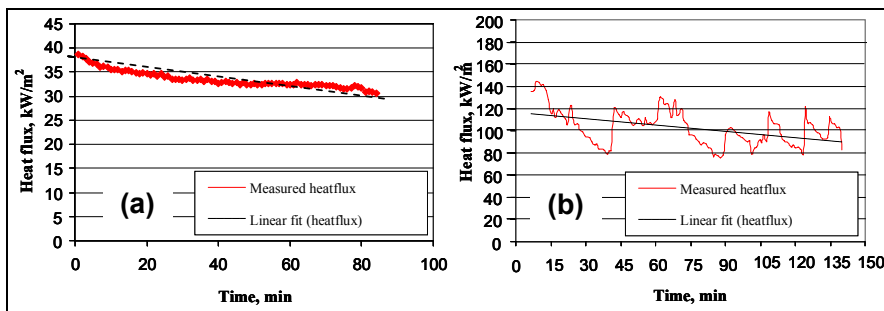 Heat flux, kW/m²
45
40
35
30
25
20
15
10
5
0
(a)
Measured heatflux
Linear fit (heatflux)
0 20 40 60 80 100
Time, min
Heat flux, kW/m²
200
180
160
140
120
100
80
60
40
20
0
(b)
Measured heatflux
Linear fit (heatflux)
0 15 30 45 60 75 90 105 120 135 150
Time, min